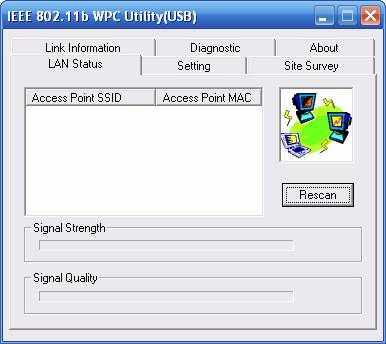 IEEE 802.11b WPC Utility(USB)
Link Information Diagnostic About
LAN Status Setting Site Survey
Access Point SSID Access Point MAC
Rescan
Signal Strength
Signal Quality